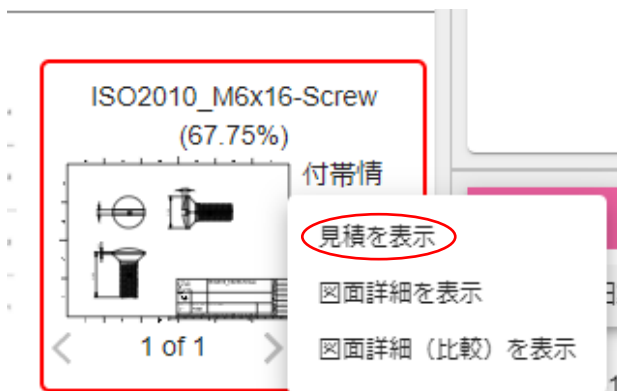 ISO2010_M6x16-Screw
(67.75%)
付帯情
見積を表示
図面詳細を表示
図面詳細（比較）を表示
1 of 1